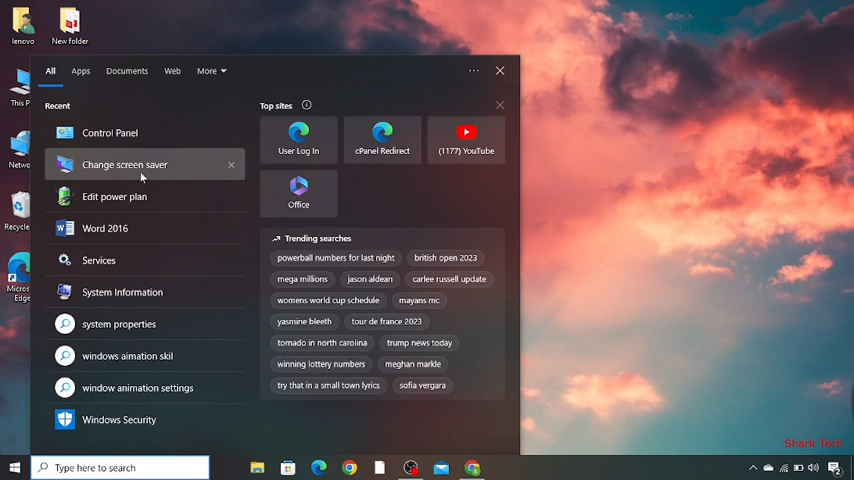 lenovo
New folder
This P
Netwo
Recycle
Micros
Edge
All
Apps
Documents
Web
More
Recent
Control Panel
Change screen saver
Edit power plan
Word 2016
Services
System Information
system properties
windows aimation skil
window animation settings
Windows Security
Top sites
User Log In
cPanel Redirect
(1177) YouTube
Office
Trending searches
powerball numbers for last night
british open 2023
mega millions
jason aldean
carlee russell update
womens world cup schedule
mayans mc
yasmine bleeth
tour de france 2023
tornado in north carolina
trump news today
winning lottery numbers
meghan markle
try that in a small town lyrics
sofia vergara
Shark Tech
Type here to search
2